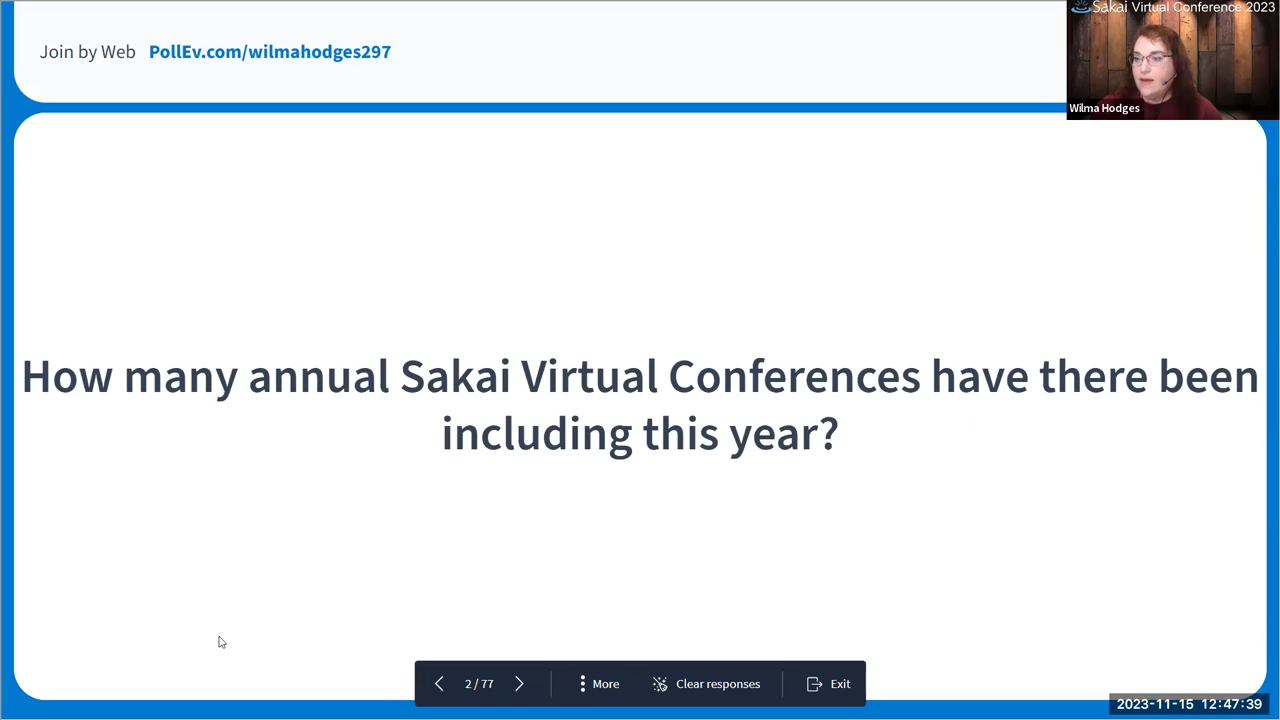 Sakai Virtual Conference 2023
Join by Web PollEv.com/wilmahodges297
Wilma Hodges
How many annual Sakai Virtual Conferences have there been
including this year?
2 / 77 More Clear responses Exit
2023-11-15 12:47:39